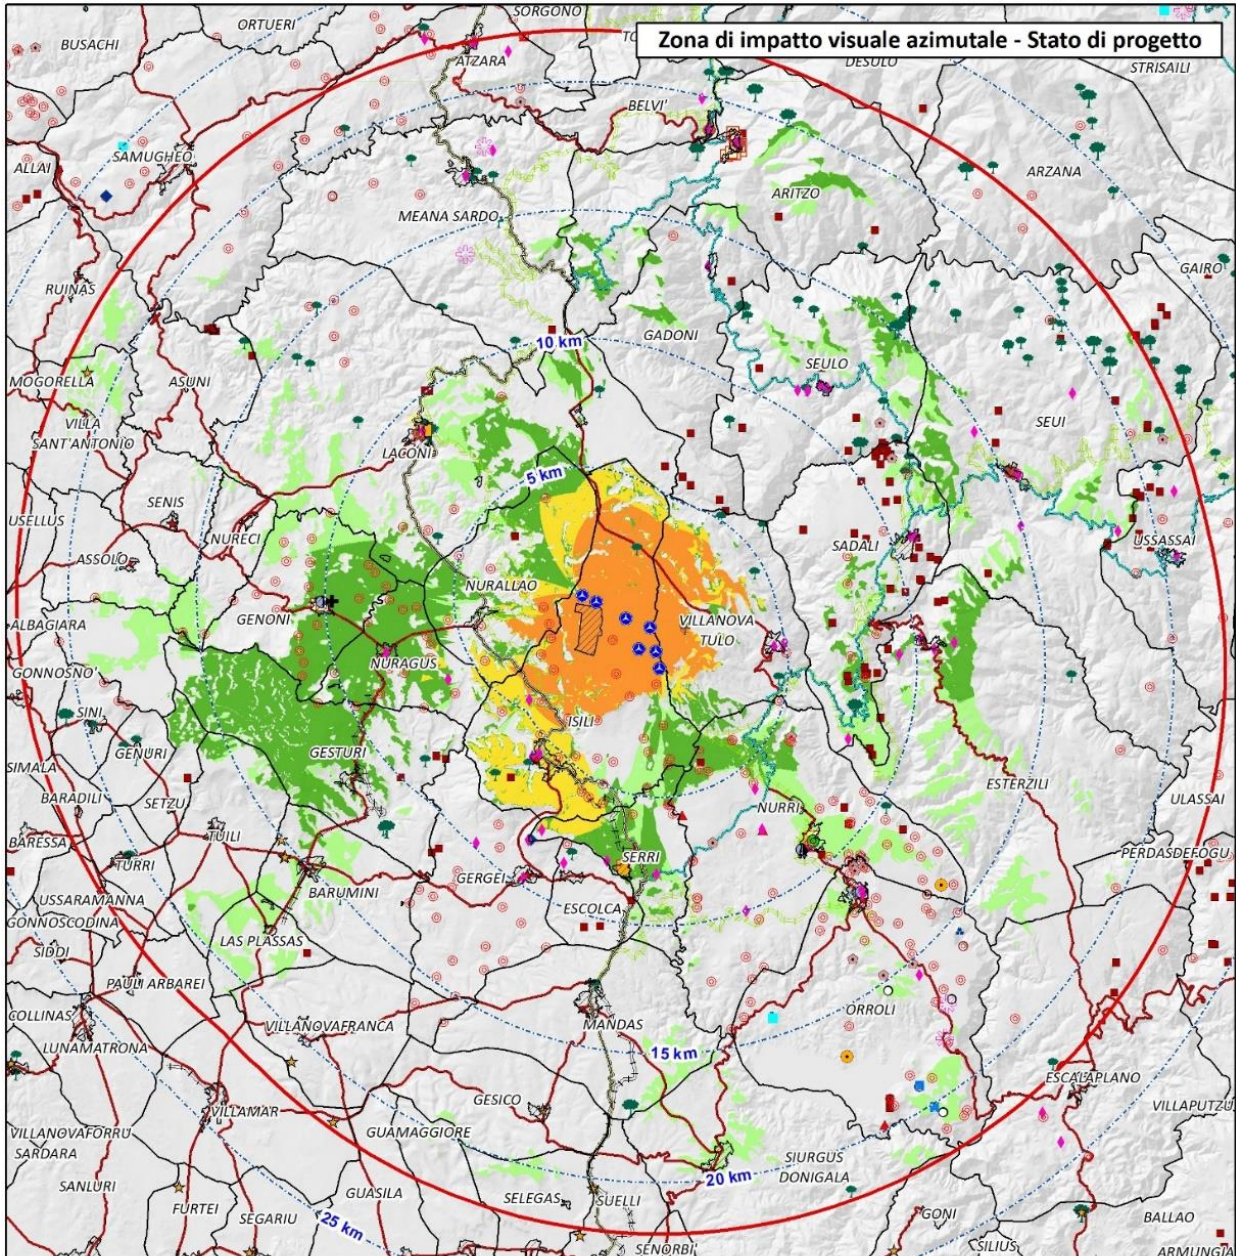 SORGONO
ORTUERI
BUSACHI
Zona di impatto visuale azimutale - Stato di progetto
ATZARA
DESULO
STRISAILI
BELVI'
SAMUGHEO
ALLAI
ARZANA
ARITZO
MEANA SARDO
GAIRO
RUINAS
GADONI
10 km
SEULO
MOGORELLA
ASUNI
VILLA
SANT'ANTONIO
SEUI
LACONI
5 km
SENIS
USELLUS
NURECI
ASSOLO
SADALI
USSASSAI
NURALLAO
ALBAGIARA
GENONI
VILLANOVA
TULO
NURAGUS
GONNOSNO'
SINI
ISILI
GENURI
GESTURI
SIMALA
ESTERZILI
BARADILI
SETZU
ULASSAI
NURRI
BARESSA
TUILI
TURRI
SERRI
PERDASDEFOGU
BARUMINI
GERGEI
USSARAMANNA
ESCOLCA
GONNOSCODINA
LAS PLASSAS
SIDDI
PAULI ARBAREI
ORROLI
COLLINAS
VILLANOVAFRANCA
MANDAS
LUNAMATRONA
15 km
ESCALAPLANO
GESICO
VILLAMAR
VILLAPUTZU
GUAMAGGIORE
VILLANOVAFORRU
SARDARA
SIURGUS
DONIGALA
20 km
SANLURI
GUASILA
SELEGAS
SUELLI
FURTEI
25 km
GONI
BALLAO
SEGARIU
SENORBI'
SILIUS
ARMUNGIA